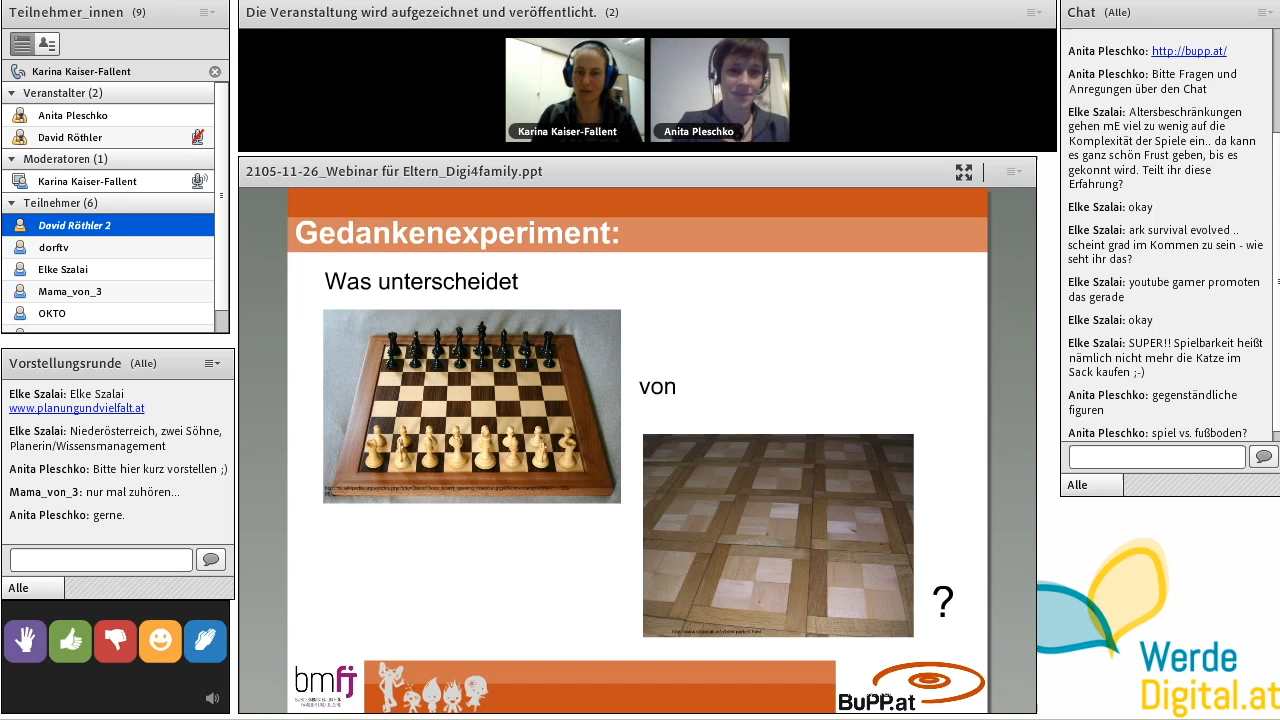 Teilnehmer_innen (9)
Karina Kaiser-Fallent
Veranstalter (2)
Anita Pleschko
David Röthler
Moderatoren (1)
Karina Kaiser-Fallent
Teilnehmer (6)
David Röthler 2
dorftv
Elke Szalai
Mama_von_3
OKTO
Vorstellungsrunde (Alle)
Elke Szalai: Elke Szalai
www.planungundvielfalt.at
Elke Szalai: Niederösterreich, zwei Söhne,
Planerin/Wissensmanagement
Anita Pleschko: Bitte hier kurz vorstellen ;)
Mama_von_3: nur mal zuhören...
Anita Pleschko: gerne.
Alle
Die Veranstaltung wird aufgezeichnet und veröffentlicht. (2)
Karina Kaiser-Fallent
Anita Pleschko
2105-11-26_Webinar für Eltern_Digi4family.ppt
Gedankenexperiment:
Was unterscheidet
von
?
bmfj
BuPP.at
Chat (Alle)
Anita Pleschko: http://bupp.at/
Anita Pleschko: Bitte Fragen und
Anregungen über den Chat
Elke Szalai: Altersbeschränkungen
gehen mE viel zu wenig auf die
Komplexität der Spiele ein.. da kann
es ganz schön Frust geben, bis es
gekonnt wird. Teilt ihr diese
Erfahrung?
Elke Szalai: okay
Elke Szalai: ark survival evolved ..
scheint grad im Kommen zu sein - wie
seht ihr das?
Elke Szalai: youtube gamer promoten
das gerade
Elke Szalai: okay
Elke Szalai: SUPER!! Spielbarkeit heißt
nämlich nicht mehr die Katze im
Sack kaufen ;-)
Anita Pleschko: gegenständliche
figuren
Anita Pleschko: spiel vs. fußboden?
Alle
Werde
Digital.at